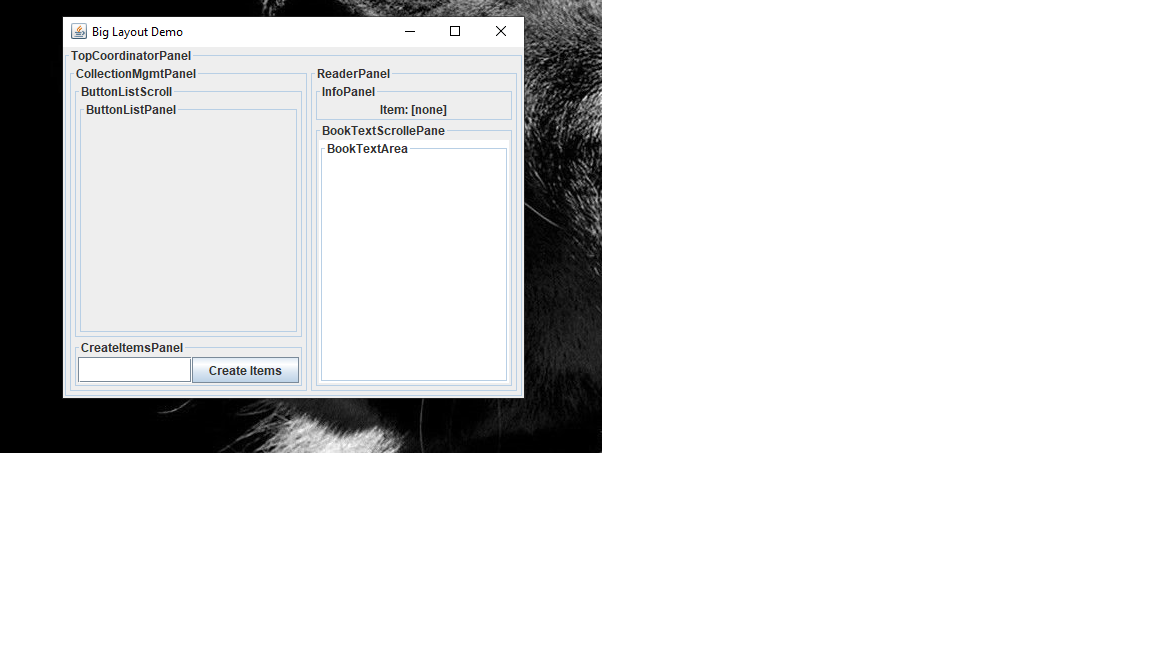 Big Layout Demo
TopCoordinatorPanel
CollectionMgmtPanel
ButtonListScroll
ButtonListPanel
CreateItemsPanel
Create Items
ReaderPanel
InfoPanel
Item: [none]
BookTextScrollePane
BookTextArea